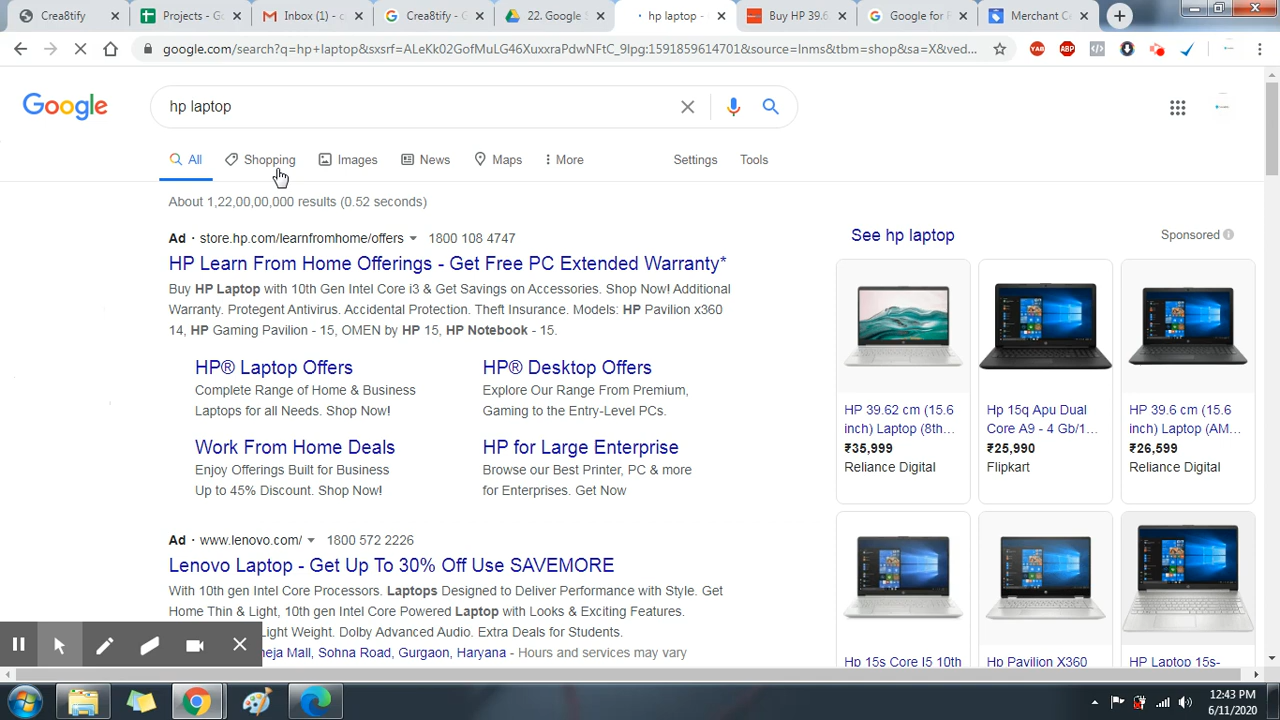 Crea8tify
Projects - G
Inbox (1) - c
Crea8tify - G
22. Google
hp laptop -
Buy HP 39.6
Google for F
Merchant Ce
google.com/search?q=hp+laptop&sxsrf=ALeKk02GofMuLG46XuxxraPdwNFtC_9Ipg:1591859614701&source=lnms&tbm=shop&sa=X&ved...
YAB
ABP
Google
hp laptop
All
Shopping
Images
News
Maps
More
Settings
Tools
About 1,22,00,00,000 results (0.52 seconds)
Ad · store.hp.com/learnfromhome/offers 1800 108 4747
HP Learn From Home Offerings - Get Free PC Extended Warranty*
Buy HP Laptop with 10th Gen Intel Core i3 & Get Savings on Accessories. Shop Now! Additional
Warranty. Protegent Antivirus. Accidental Protection. Theft Insurance. Models: HP Pavilion x360
14, HP Gaming Pavilion - 15, OMEN by HP 15, HP Notebook - 15.
HP® Laptop Offers
Complete Range of Home & Business
Laptops for all Needs. Shop Now!
HP® Desktop Offers
Explore Our Range From Premium,
Gaming to the Entry-Level PCs.
Work From Home Deals
Enjoy Offerings Built for Business
Up to 45% Discount. Shop Now!
HP for Large Enterprise
Browse our Best Printer, PC & more
for Enterprises. Get Now
Ad · www.lenovo.com/ 1800 572 2226
Lenovo Laptop - Get Up To 30% Off Use SAVEMORE
With 10th gen Intel Core Processors. Laptops Designed to Deliver Performance with Style. Get
Home Thin & Light, 10th gen Intel Core Powered Laptop with Looks & Exciting Features.
Light Weight. Dolby Advanced Audio. Extra Deals for Students.
neja Mall, Sohna Road, Gurgaon, Haryana - Hours and services may vary
See hp laptop
Sponsored
HP 39.62 cm (15.6
inch) Laptop (8th...
₹35,999
Reliance Digital
Hp 15q Apu Dual
Core A9 - 4 Gb/1...
₹25,990
Flipkart
HP 39.6 cm (15.6
inch) Laptop (AM...
₹26,599
Reliance Digital
Hp 15s Core I5 10th
Hp Pavilion X360
HP Laptop 15s-
12:43 PM
6/11/2020